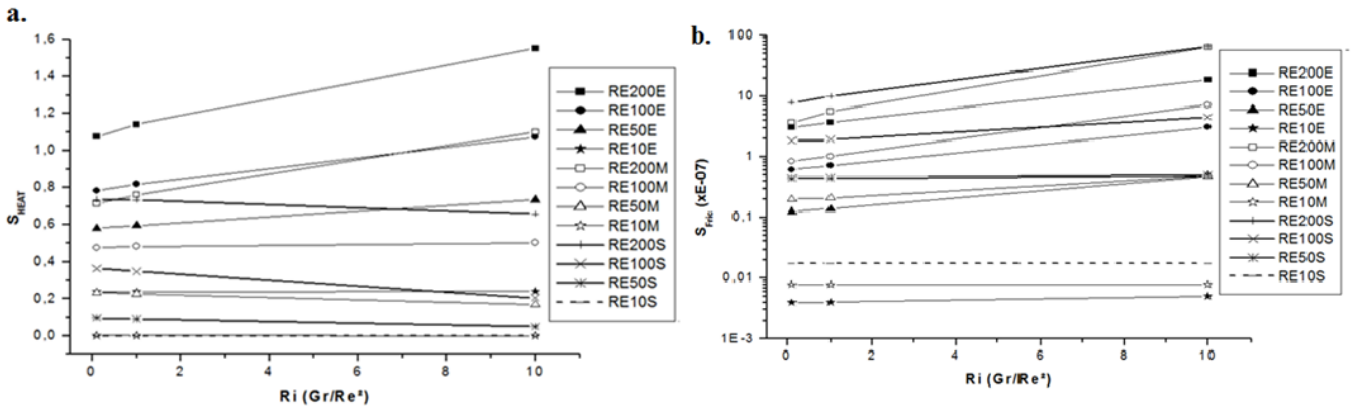 a.
S_HEAT
1,6
1,4
1,2
1,0
0,8
0,6
0,4
0,2
0,0
0 2 4 6 8 10
Ri (Gr/Re²)
RE200E
RE100E
RE50E
RE10E
RE200M
RE100M
RE50M
RE10M
RE200S
RE100S
RE50S
RE10S
b.
S_Fric (xE-07)
100
10
1
0,1
0,01
1E-3
0 2 4 6 8 10
Ri (Gr/Re²)
RE200E
RE100E
RE50E
RE10E
RE200M
RE100M
RE50M
RE10M
RE200S
RE100S
RE50S
RE10S